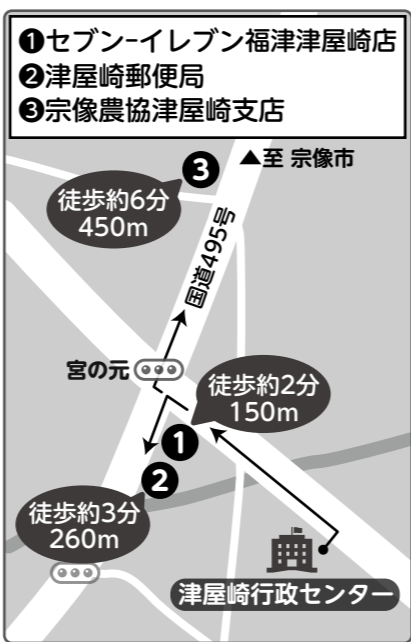 ❶セブン-イレブン福津津屋崎店
❷津屋崎郵便局
❸宗像農協津屋崎支店
▲至 宗像市
❸
徒歩約6分
450m
国道495号
宮の元
徒歩約2分
150m
❶
❷
徒歩約3分
260m
津屋崎行政センター